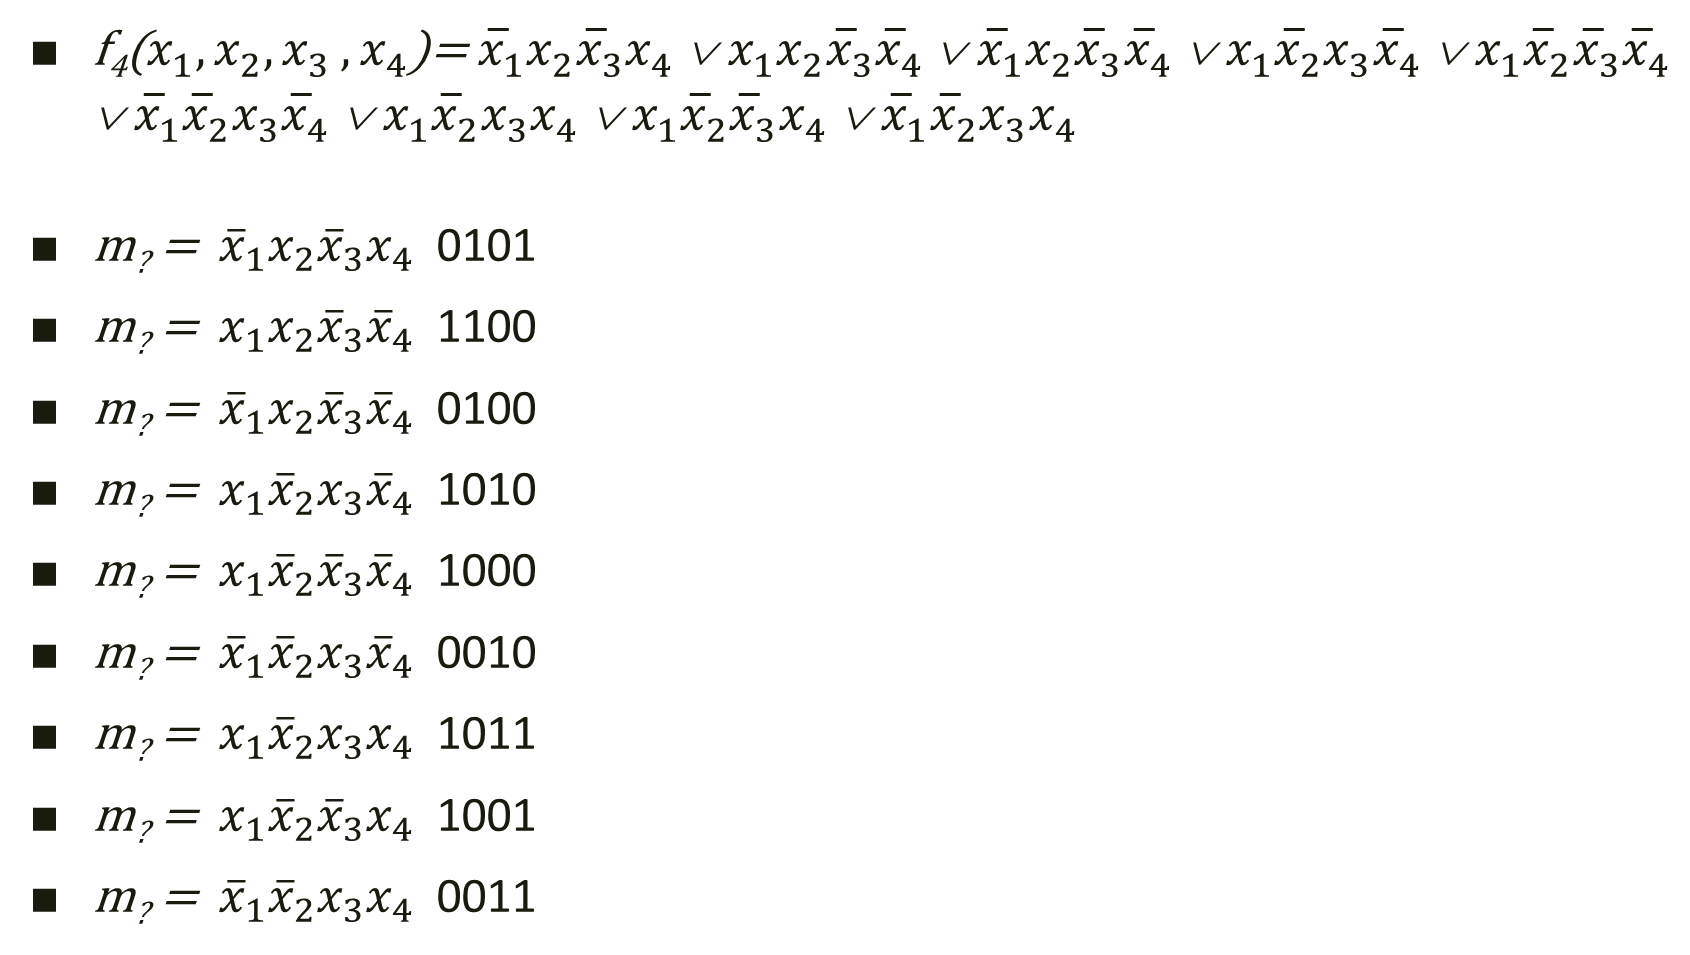 ■ f₄(x₁, x₂, x₃ , x₄)= x̄₁x₂x̄₃x₄ ∨x₁x₂x̄₃x̄₄ ∨x̄₁x₂x̄₃x̄₄ ∨x₁x̄₂x₃x̄₄ ∨x₁x̄₂x̄₃x̄₄
∨x̄₁x̄₂x₃x̄₄ ∨x₁x̄₂x₃x₄ ∨x₁x̄₂x̄₃x₄ ∨x̄₁x̄₂x₃x₄
■ m? = x̄₁x₂x̄₃x₄ 0101
■ m? = x₁x₂x̄₃x̄₄ 1100
■ m? = x̄₁x₂x̄₃x̄₄ 0100
■ m? = x₁x̄₂x₃x̄₄ 1010
■ m? = x₁x̄₂x̄₃x̄₄ 1000
■ m? = x̄₁x̄₂x₃x̄₄ 0010
■ m? = x₁x̄₂x₃x₄ 1011
■ m? = x₁x̄₂x̄₃x₄ 1001
■ m? = x̄₁x̄₂x₃x₄ 0011